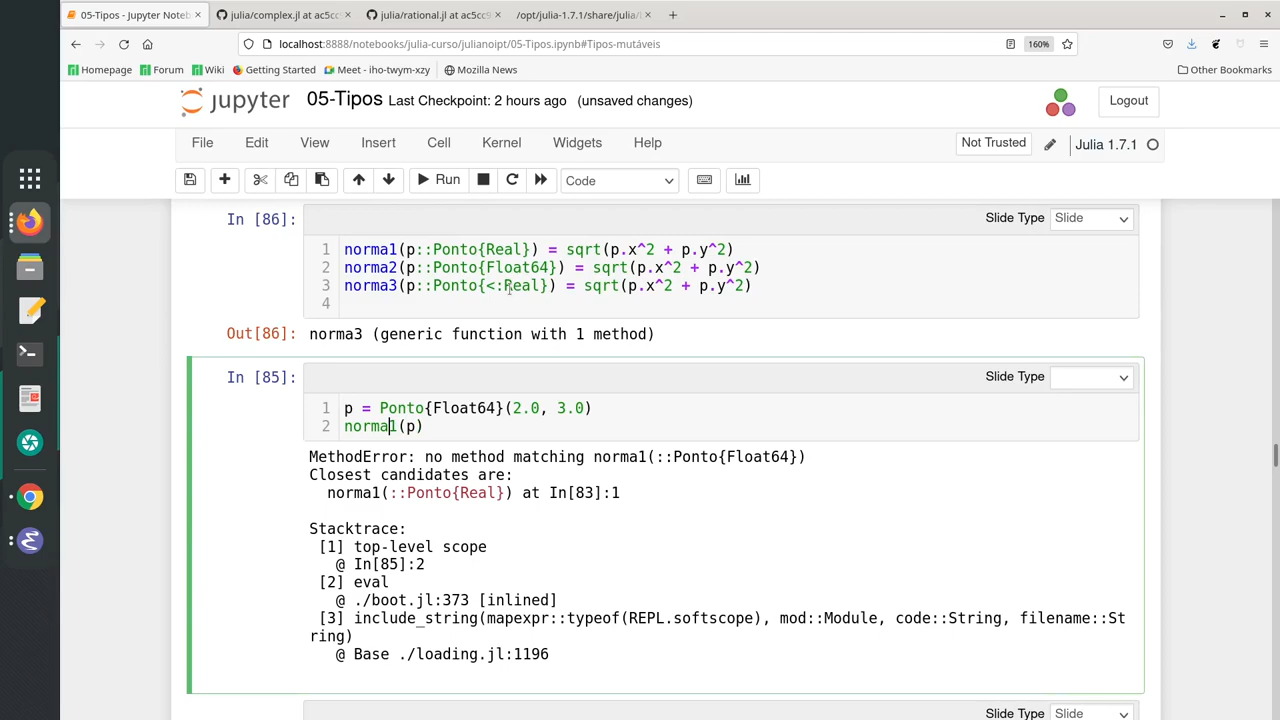 05-Tipos - Jupyter Noteb
julia/complex.jl at ac5cc
julia/rational.jl at ac5cc9
/opt/julia-1.7.1/share/julia/
localhost:8888/notebooks/julia-curso/julianoipt/05-Tipos.ipynb#Tipos-mutáveis
160%
Homepage
Forum
Wiki
Getting Started
Meet - iho-twym-xzy
Mozilla News
Other Bookmarks
jupyter
05-Tipos
Last Checkpoint: 2 hours ago
(unsaved changes)
Logout
File
Edit
View
Insert
Cell
Kernel
Widgets
Help
Not Trusted
Julia 1.7.1
Run
Code
In [86]:
Slide Type
Slide
1 norma1(p::Ponto{Real}) = sqrt(p.x^2 + p.y^2)
2 norma2(p::Ponto{Float64}) = sqrt(p.x^2 + p.y^2)
3 norma3(p::Ponto{<:Real}) = sqrt(p.x^2 + p.y^2)
4
Out[86]: norma3 (generic function with 1 method)
In [85]:
Slide Type
1 p = Ponto{Float64}(2.0, 3.0)
2 norma1(p)
MethodError: no method matching norma1(::Ponto{Float64})
Closest candidates are:
norma1(::Ponto{Real}) at In[83]:1
Stacktrace:
[1] top-level scope
@ In[85]:2
[2] eval
@ ./boot.jl:373 [inlined]
[3] include_string(mapexpr::typeof(REPL.softscope), mod::Module, code::String, filename::St
ring)
@ Base ./loading.jl:1196
Slide Type
Slide